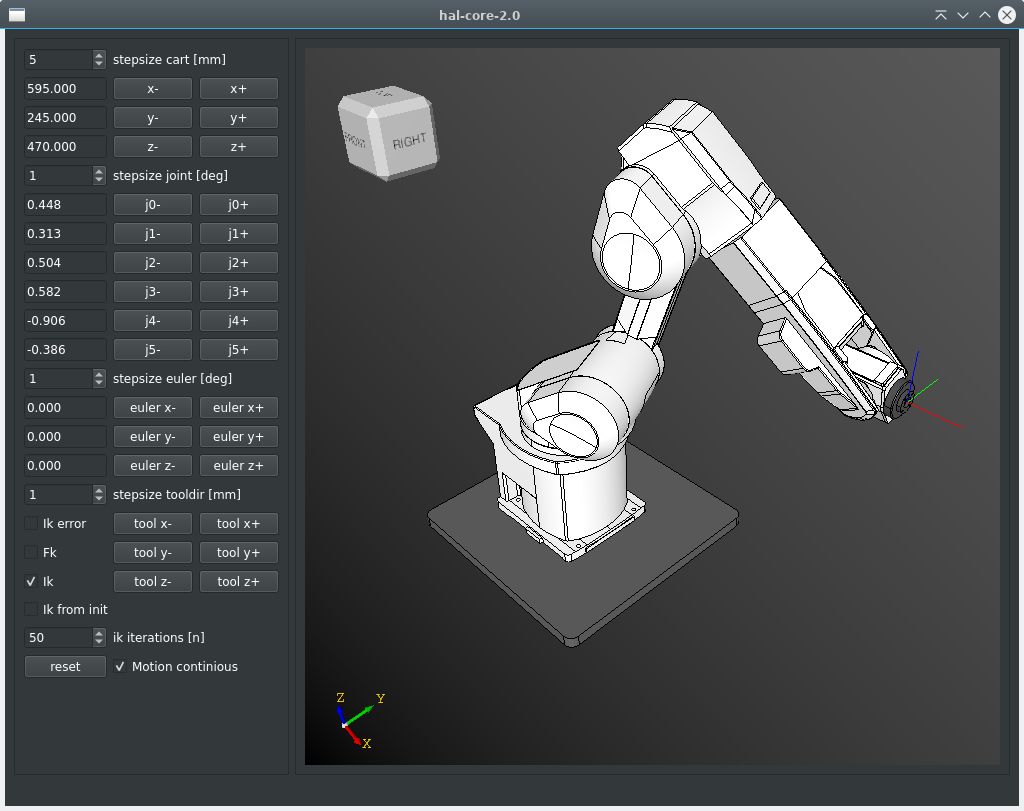 hal-core-2.0
5 stepsize cart [mm]
595.000 x- x+
245.000 y- y+
470.000 z- z+
1 stepsize joint [deg]
0.448 j0- j0+
0.313 j1- j1+
0.504 j2- j2+
0.582 j3- j3+
-0.906 j4- j4+
-0.386 j5- j5+
1 stepsize euler [deg]
0.000 euler x- euler x+
0.000 euler y- euler y+
0.000 euler z- euler z+
1 stepsize tooldir [mm]
Ik error tool x- tool x+
Fk tool y- tool y+
Ik tool z- tool z+
Ik from init
50 ik iterations [n]
reset Motion continious
FRONT RIGHT
Z Y
X